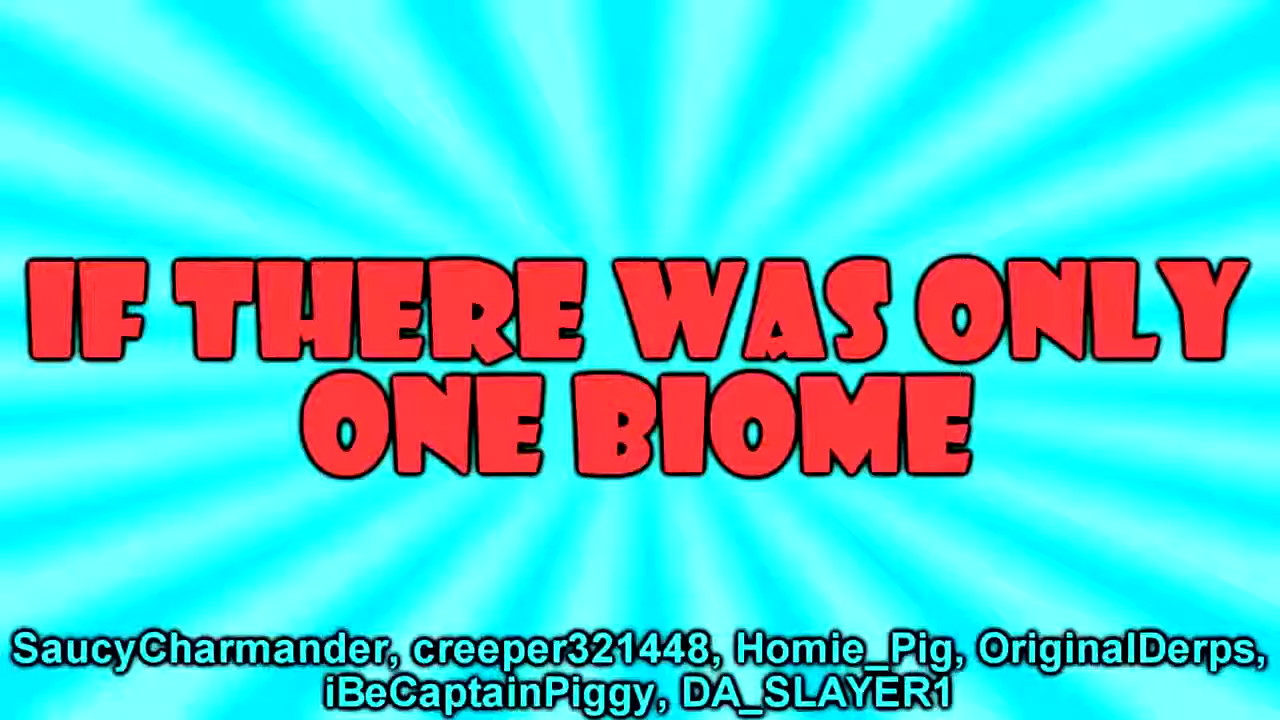 IF THERE WAS ONLY
ONE BIOME
SaucyCharmander, creeper321448, Homie_Pig, OriginalDerps,
iBeCaptainPiggy, DA_SLAYER1